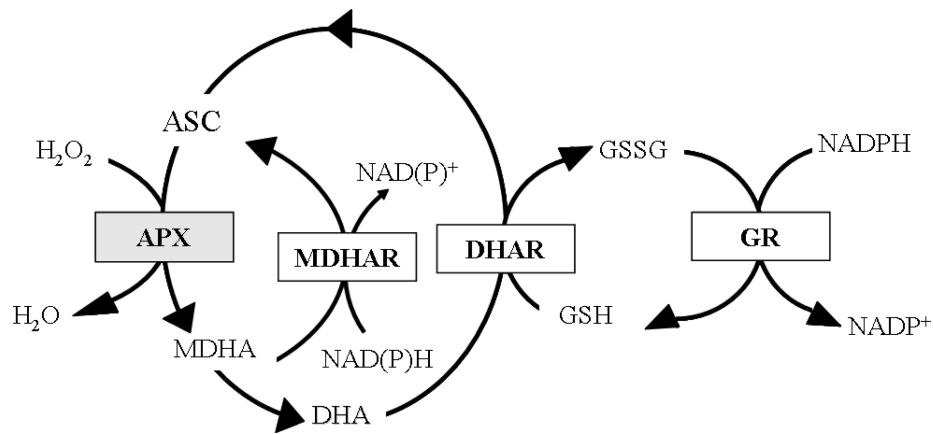 ASC
H₂O₂
NAD(P)⁺
GSSG
NADPH
APX
MDHAR
DHAR
GR
H₂O
MDHA
NAD(P)H
GSH
NADP⁺
DHA